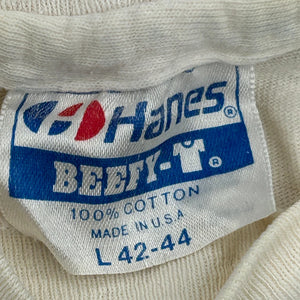 Hanes®
BEEFY-T®
100% COTTON
MADE IN U.S.A
L 42-44